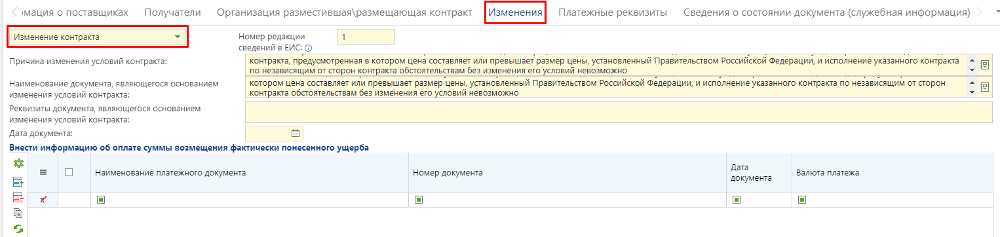 рмация о поставщиках Получатели Организация разместившая\размещающая контракт Изменения Платежные реквизиты Сведения о состоянии документа (служебная информация)
Изменение контракта
Номер редакции
сведений в ЕИС:
1
Причина изменения условий контракта:
контракта, предусмотренная в котором цена составляет или превышает размер цены, установленный Правительством Российской Федерации, и исполнение указанного контракта
по независящим от сторон контракта обстоятельствам без изменения его условий невозможно
Наименование документа, являющегося основанием
изменения условий контракта:
котором цена составляет или превышает размер цены, установленный Правительством Российской Федерации, и исполнение указанного контракта по независящим от сторон
контракта обстоятельствам без изменения его условий невозможно
Реквизиты документа, являющегося основанием
изменения условий контракта:
Дата документа:
Внести информацию об оплате суммы возмещения фактически понесенного ущерба
Наименование платежного документа
Номер документа
Дата
документа
Валюта платежа